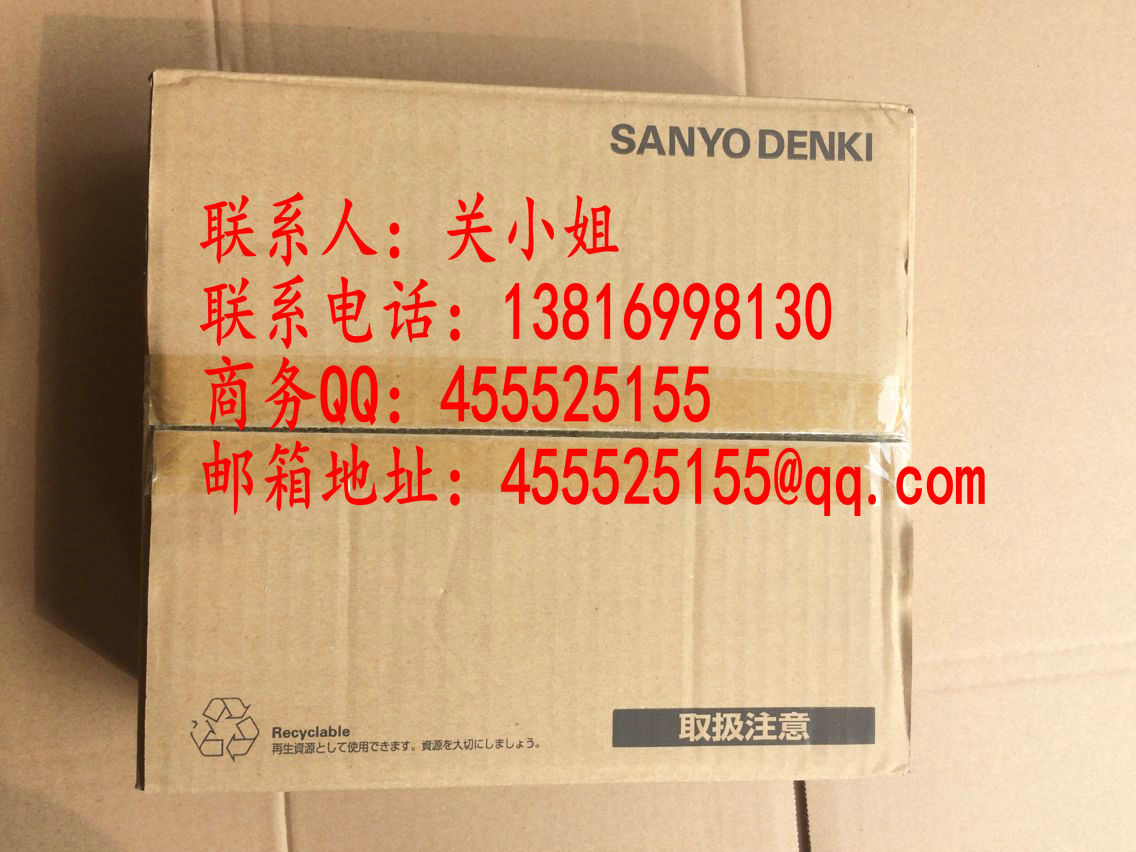 SANYO DENKI
联系人：关小姐
联系电话：13816998130
商务QQ：455525155
邮箱地址：455525155@qq.com
Recyclable
再生資源として使用できます。資源を大切にしましょう。
取扱注意